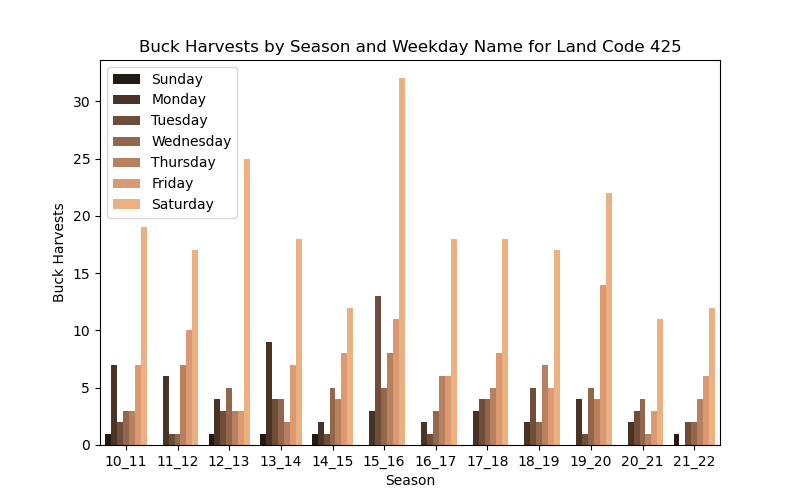 Buck Harvests by Season and Weekday Name for Land Code 425
Sunday
Monday
Tuesday
Wednesday
Thursday
Friday
Saturday
30
25
20
15
10
5
0
Buck Harvests
10_11 11_12 12_13 13_14 14_15 15_16 16_17 17_18 18_19 19_20 20_21 21_22
Season